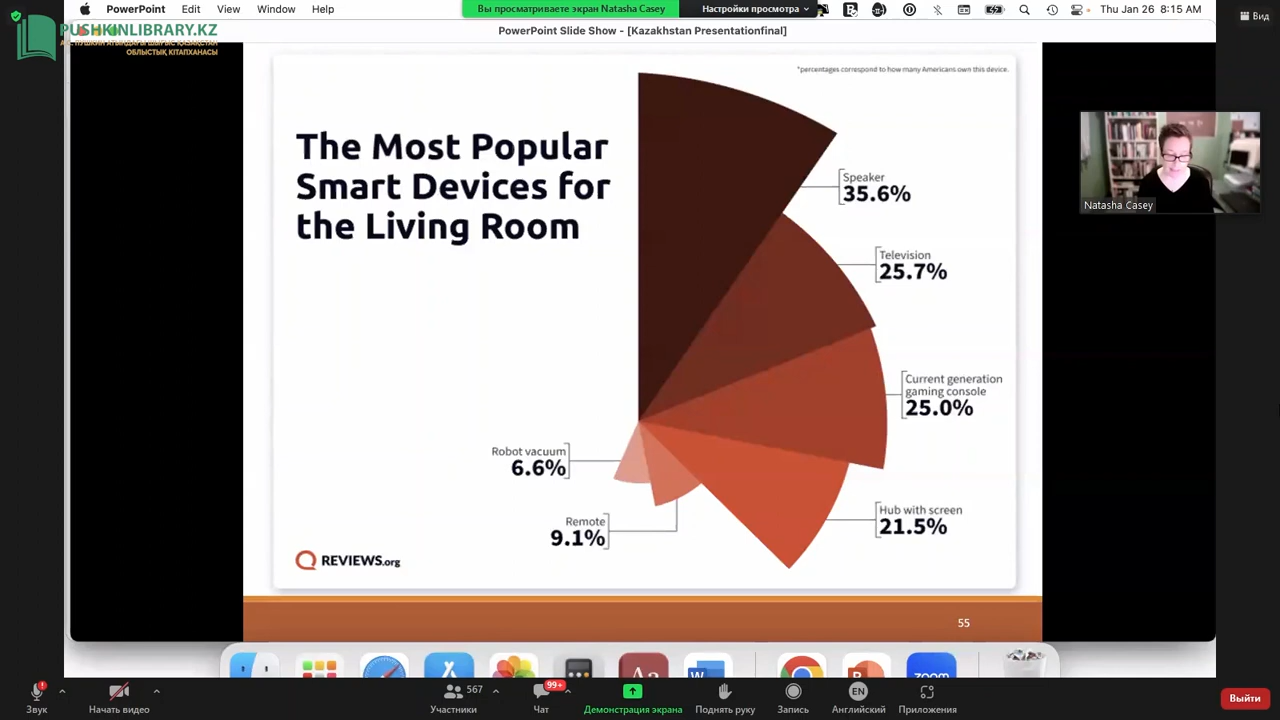 PowerPoint Edit View Window Help
Вы просматриваете экран Natasha Casey
Настройки просмотра
Thu Jan 26 8:15 AM
Вид
PUSHKINLIBRARY.KZ
ОБЛЫСТЫҚ КІТАПХАНАСЫ
PowerPoint Slide Show - [Kazakhstan Presentationfinal]
*percentages correspond to how many Americans own this device.
The Most Popular
Smart Devices for
the Living Room
Speaker
35.6%
Television
25.7%
Current generation
gaming console
25.0%
Hub with screen
21.5%
Remote
9.1%
Robot vacuum
6.6%
REVIEWS.org
55
Natasha Casey
Aa
W
P
zoom
Звук
Начать видео
567
Участники
99+
Чат
Демонстрация экрана
Поднять руку
Запись
EN
Английский
Приложения
Выйти